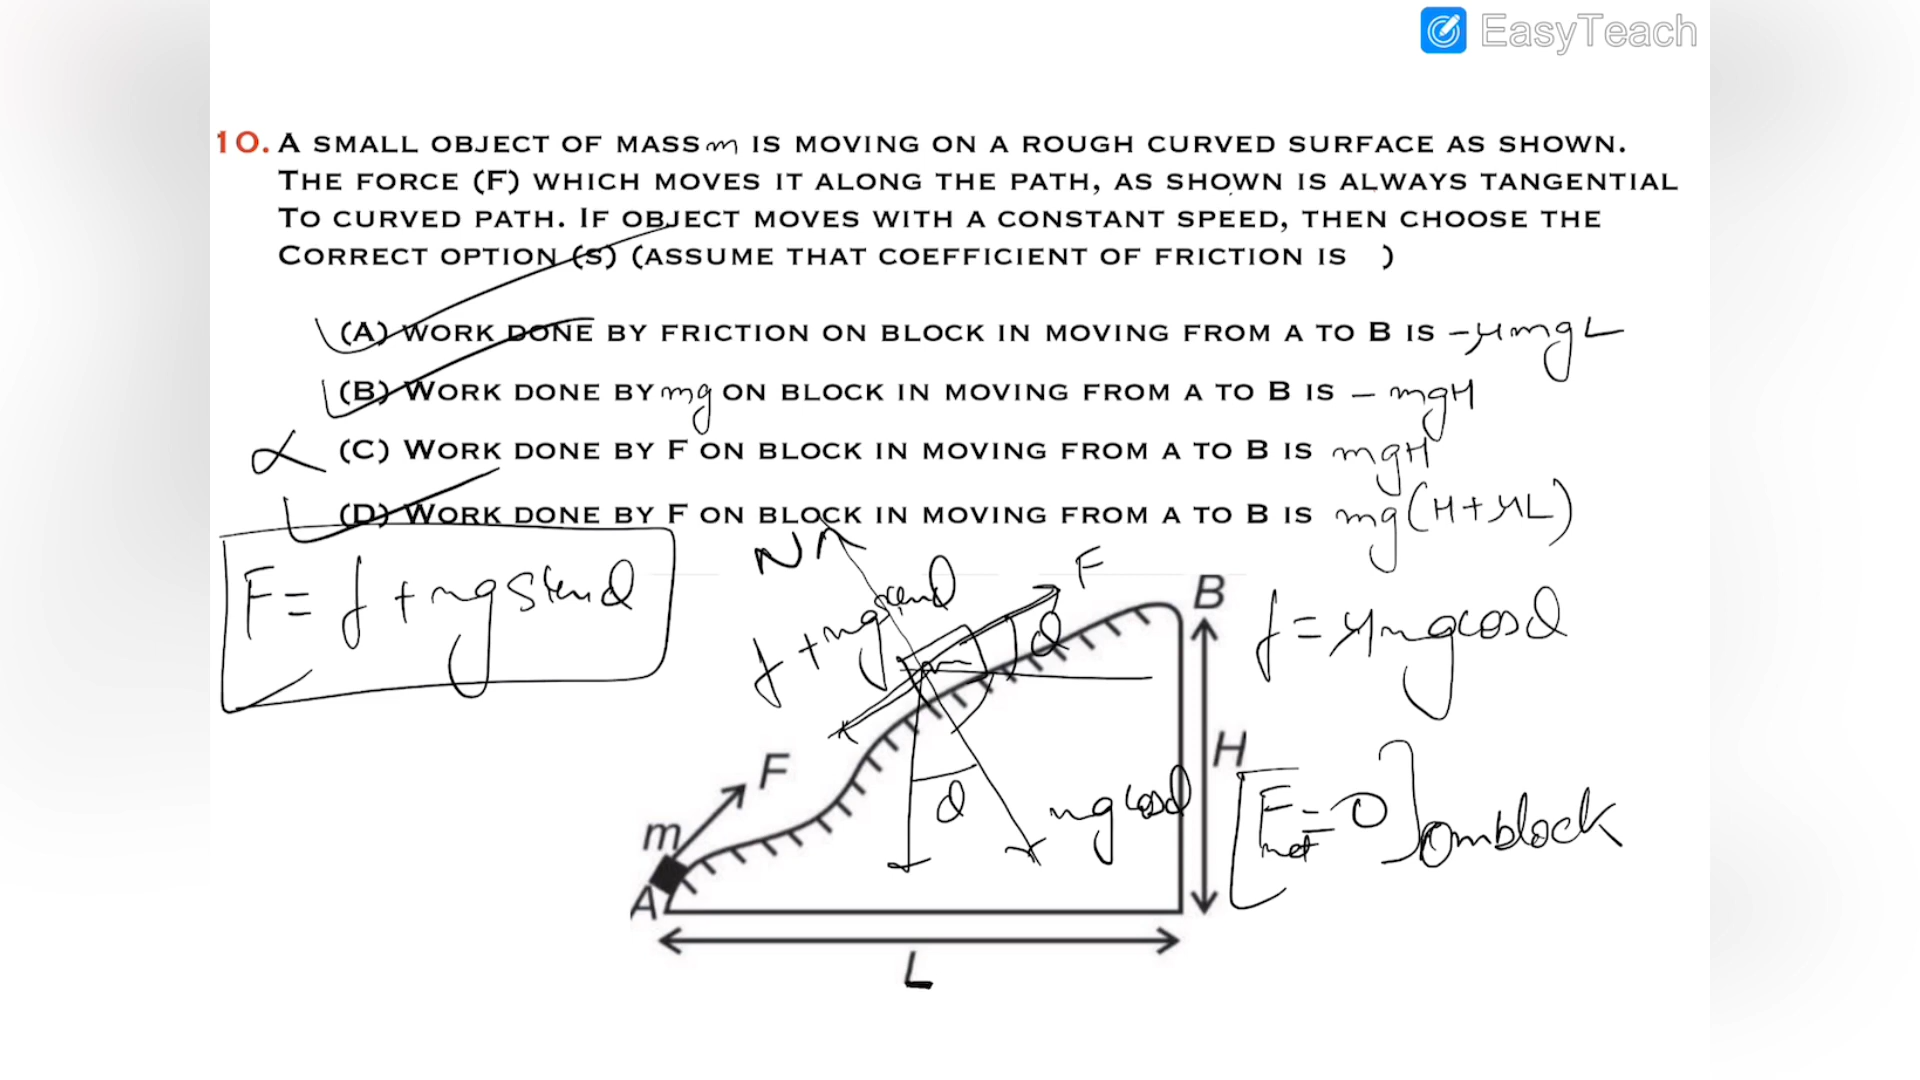 EasyTeach
10. A SMALL OBJECT OF MASS m IS MOVING ON A ROUGH CURVED SURFACE AS SHOWN.
THE FORCE (F) WHICH MOVES IT ALONG THE PATH, AS SHOWN IS ALWAYS TANGENTIAL
TO CURVED PATH. IF OBJECT MOVES WITH A CONSTANT SPEED, THEN CHOOSE THE
CORRECT OPTION (S) (ASSUME THAT COEFFICIENT OF FRICTION IS )
(A) WORK DONE BY FRICTION ON BLOCK IN MOVING FROM A TO B IS -μmgL
(B) WORK DONE BY mg ON BLOCK IN MOVING FROM A TO B IS - mgH
(C) WORK DONE BY F ON BLOCK IN MOVING FROM A TO B IS mgH
(D) WORK DONE BY F ON BLOCK IN MOVING FROM A TO B IS mg(H+μL)
F = f + mg sin d
N
F
B
f + mg sin d
d
f = μmg cos d
F
H
m
d
mg cos d
F net = 0 on block
A
L